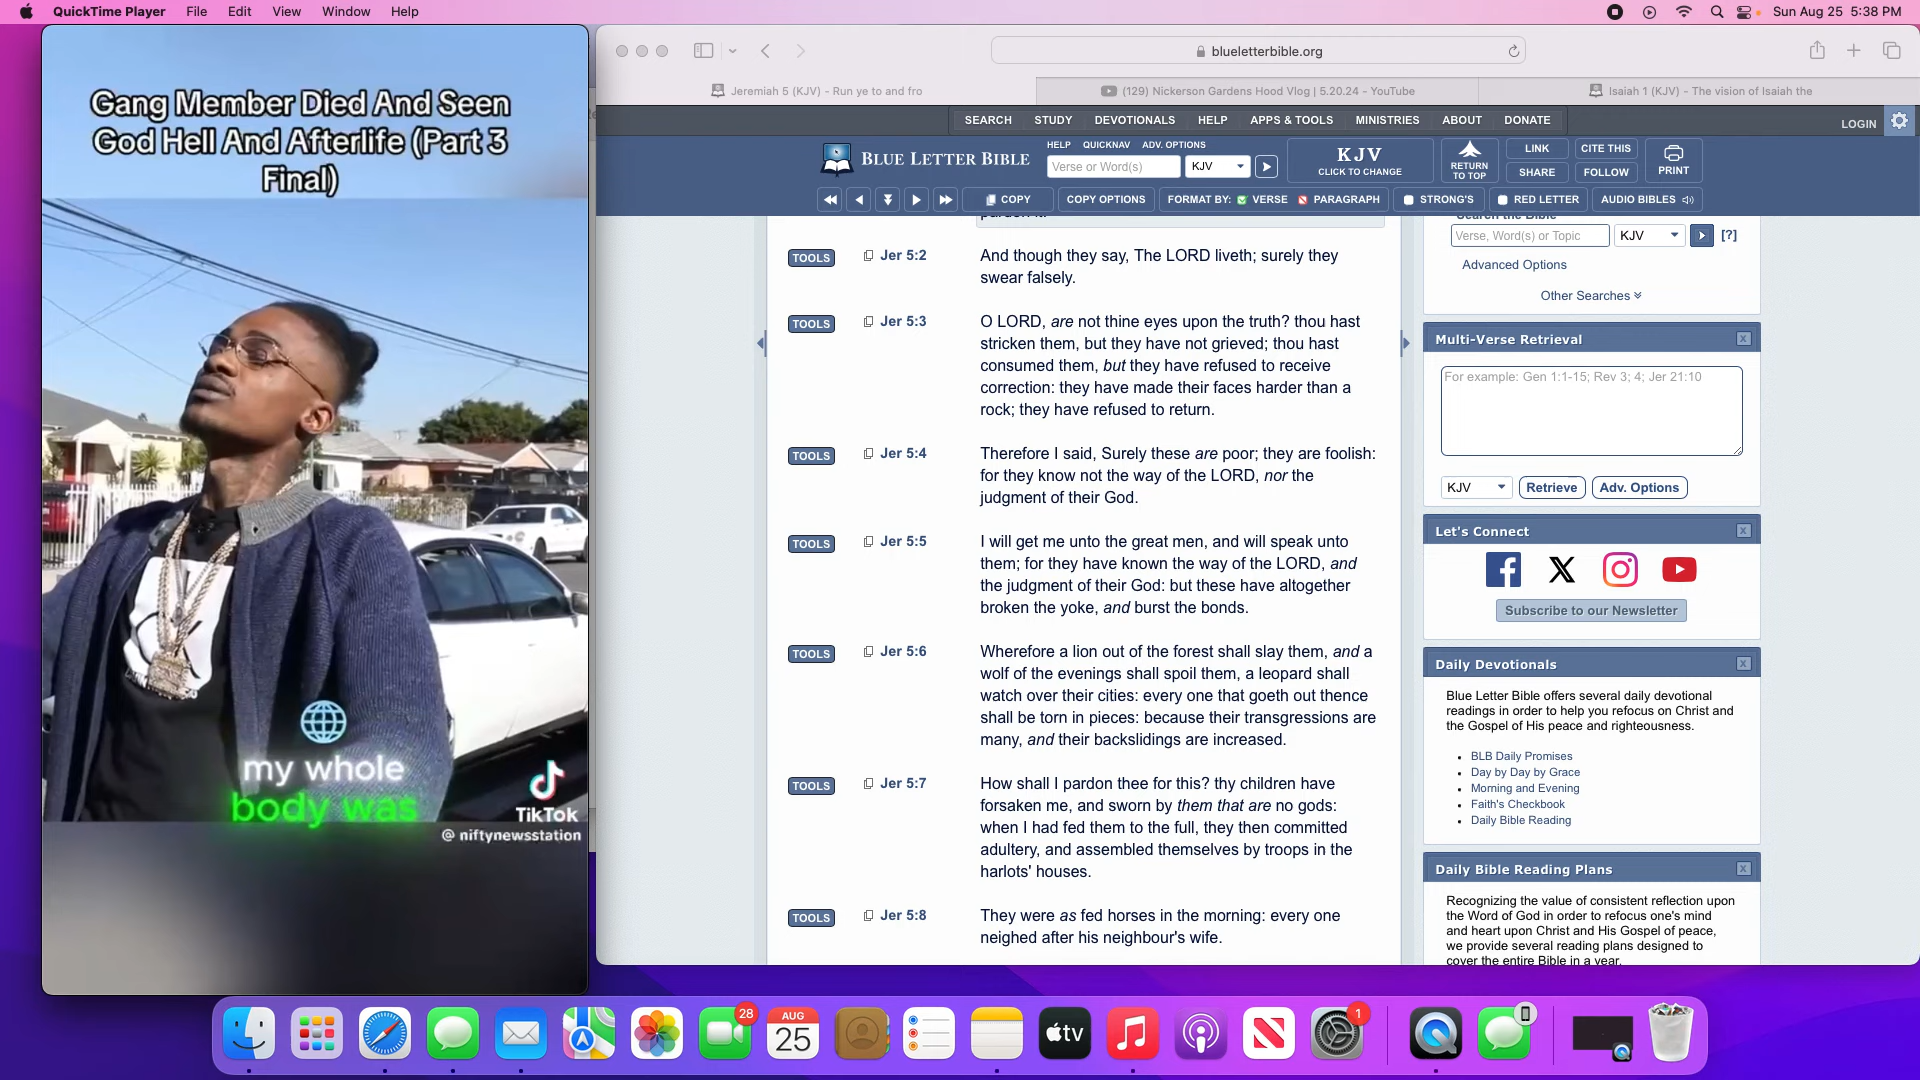 QuickTime Player File Edit View Window Help
Sun Aug 25 5:38 PM
Gang Member Died And Seen
God Hell And Afterlife (Part 3
Final)
my whole
body was
TikTok
@ niftynewsstation
blueletterbible.org
Jeremiah 5 (KJV) - Run ye to and fro
(129) Nickerson Gardens Hood Vlog | 5.20.24 - YouTube
Isaiah 1 (KJV) - The vision of Isaiah the
SEARCH STUDY DEVOTIONALS HELP APPS & TOOLS MINISTRIES ABOUT DONATE
LOGIN
BLUE LETTER BIBLE
HELP QUICKNAV ADV. OPTIONS
Verse or Word(s) KJV
KJV
CLICK TO CHANGE
RETURN
TO TOP
LINK CITE THIS
SHARE FOLLOW
PRINT
COPY COPY OPTIONS FORMAT BY: VERSE PARAGRAPH STRONG'S RED LETTER AUDIO BIBLES
TOOLS Jer 5:2 And though they say, The LORD liveth; surely they
swear falsely.
TOOLS Jer 5:3 O LORD, are not thine eyes upon the truth? thou hast
stricken them, but they have not grieved; thou hast
consumed them, but they have refused to receive
correction: they have made their faces harder than a
rock; they have refused to return.
TOOLS Jer 5:4 Therefore I said, Surely these are poor; they are foolish:
for they know not the way of the LORD, nor the
judgment of their God.
TOOLS Jer 5:5 I will get me unto the great men, and will speak unto
them; for they have known the way of the LORD, and
the judgment of their God: but these have altogether
broken the yoke, and burst the bonds.
TOOLS Jer 5:6 Wherefore a lion out of the forest shall slay them, and a
wolf of the evenings shall spoil them, a leopard shall
watch over their cities: every one that goeth out thence
shall be torn in pieces: because their transgressions are
many, and their backslidings are increased.
TOOLS Jer 5:7 How shall I pardon thee for this? thy children have
forsaken me, and sworn by them that are no gods:
when I had fed them to the full, they then committed
adultery, and assembled themselves by troops in the
harlots' houses.
TOOLS Jer 5:8 They were as fed horses in the morning: every one
neighed after his neighbour's wife.
Search the Bible
Verse, Word(s) or Topic KJV [?]
Advanced Options
Other Searches
Multi-Verse Retrieval
For example: Gen 1:1-15; Rev 3; 4; Jer 21:10
KJV Retrieve Adv. Options
Let's Connect
Subscribe to our Newsletter
Daily Devotionals
Blue Letter Bible offers several daily devotional
readings in order to help you refocus on Christ and
the Gospel of His peace and righteousness.
BLB Daily Promises
Day by Day by Grace
Morning and Evening
Faith's Checkbook
Daily Bible Reading
Daily Bible Reading Plans
Recognizing the value of consistent reflection upon
the Word of God in order to refocus one's mind
and heart upon Christ and His Gospel of peace,
we provide several reading plans designed to
cover the entire Bible in a year.
28
AUG
25
tv
1